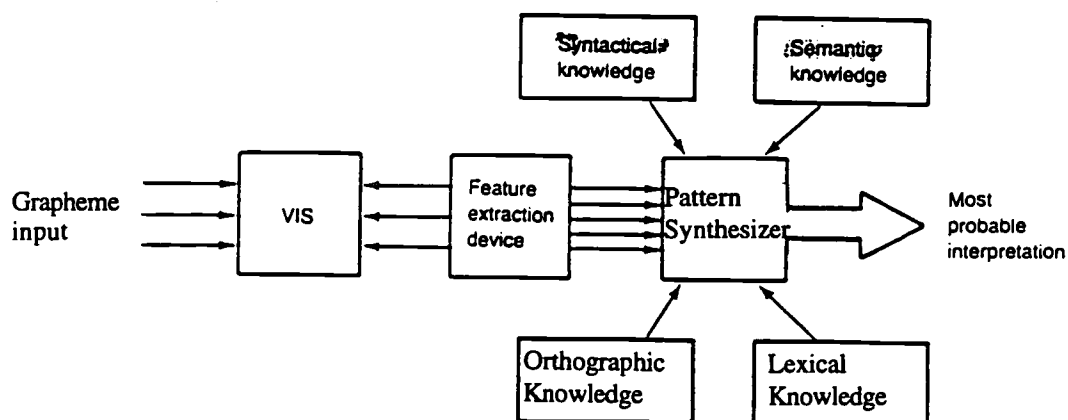 Syntactical
knowledge
Semantic
knowledge
Grapheme
input
VIS
Feature
extraction
device
Pattern
Synthesizer
Most
probable
interpretation
Orthographic
Knowledge
Lexical
Knowledge